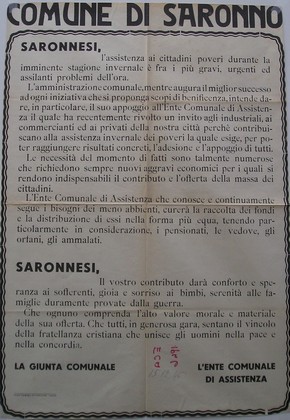 COMUNE DI SARONNO
SARONNESI,
l'assistenza ai cittadini poveri durante la
imminente stagione invernale è fra i più gravi, urgenti ed
assilanti problemi dell'ora.
L'amministrazione comunale, mentre augura il miglior successo
ad ogni iniziativa che si proponga scopi di beneficenza, intende da-
re, in particolare, il suo appoggio all'Ente Comunale di Assisten-
za il quale ha recentemente rivolto un invito agli industriali, ai
commercianti ed ai privati della nostra città perchè contribui-
scano all'assistenza invernale dei poveri la quale esige, per po-
ter raggiungere risultati concreti, l'adesione e l'appoggio di tutti.
Le necessità del momento di fatti sono talmente numerose
che richiedono sempre nuovi aggravi economici per i quali si
rendono indispensabili il contributo e l'offerta della massa dei
cittadini.
L'Ente Comunale di Assistenza che conosce e continuamente
segue i bisogni dei meno abbienti, curerà la raccolta dei fondi
e la distribuzione di essi nella forma più equa, tenendo par-
ticolarmente in considerazione, i pensionati, le vedove, gli
orfani, gli ammalati.
SARONNESI,
Il vostro contributo darà conforto e spe-
ranza ai sofferenti, gioia e sorriso ai bimbi, serenità alle fa-
miglie duramente provate dalla guerra.
Che ognuno comprenda l'alto valore morale e materiale
della sua offerta. Che tutti, in generosa gara, sentano il vincolo
della fratellanza cristiana che unisce gli uomini nella pace e
nella concordia.
LA GIUNTA COMUNALE
L'ENTE COMUNALE
DI ASSISTENZA